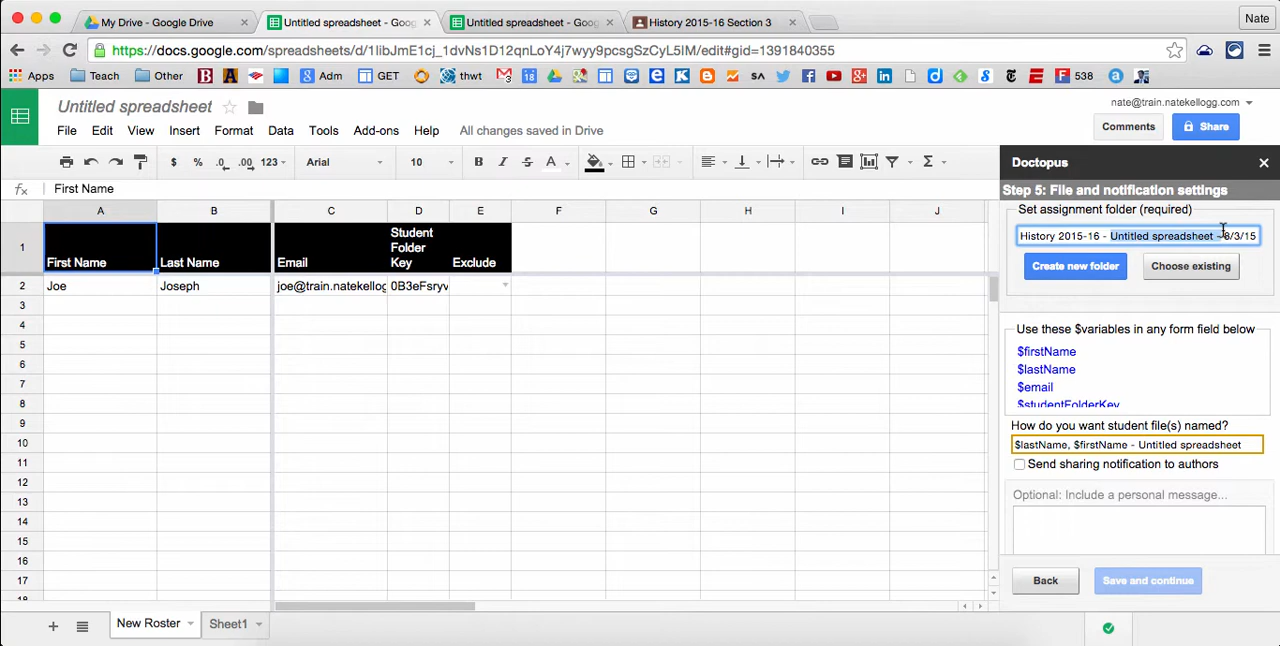 My Drive - Google Drive
Untitled spreadsheet - Goog
Untitled spreadsheet - Goog
History 2015-16 Section 3
Nate
https://docs.google.com/spreadsheets/d/1libJmE1cj_1dvNs1D12qnLoY4j7wyy9pcsgSzCyL5IM/edit#gid=1391840355
Apps Teach Other Adm GET thwt 538
Untitled spreadsheet
nate@train.natekellogg.com
File Edit View Insert Format Data Tools Add-ons Help All changes saved in Drive
Comments Share
$ % .0 .00 123 Arial 10 B I S A Σ
fx First Name
A B C D E F G H I J
1 First Name Last Name Email Student Folder Key Exclude
2 Joe Joseph joe@train.natekellog 0B3eFsryv
3
4
5
6
7
8
9
10
11
12
13
14
15
16
17
18
New Roster Sheet1
Doctopus
Step 5: File and notification settings
Set assignment folder (required)
History 2015-16 - Untitled spreadsheet - 8/3/15
Create new folder Choose existing
Use these $variables in any form field below
$firstName
$lastName
$email
$studentFolderKey
How do you want student file(s) named?
$lastName, $firstName - Untitled spreadsheet
Send sharing notification to authors
Optional: Include a personal message...
Back Save and continue